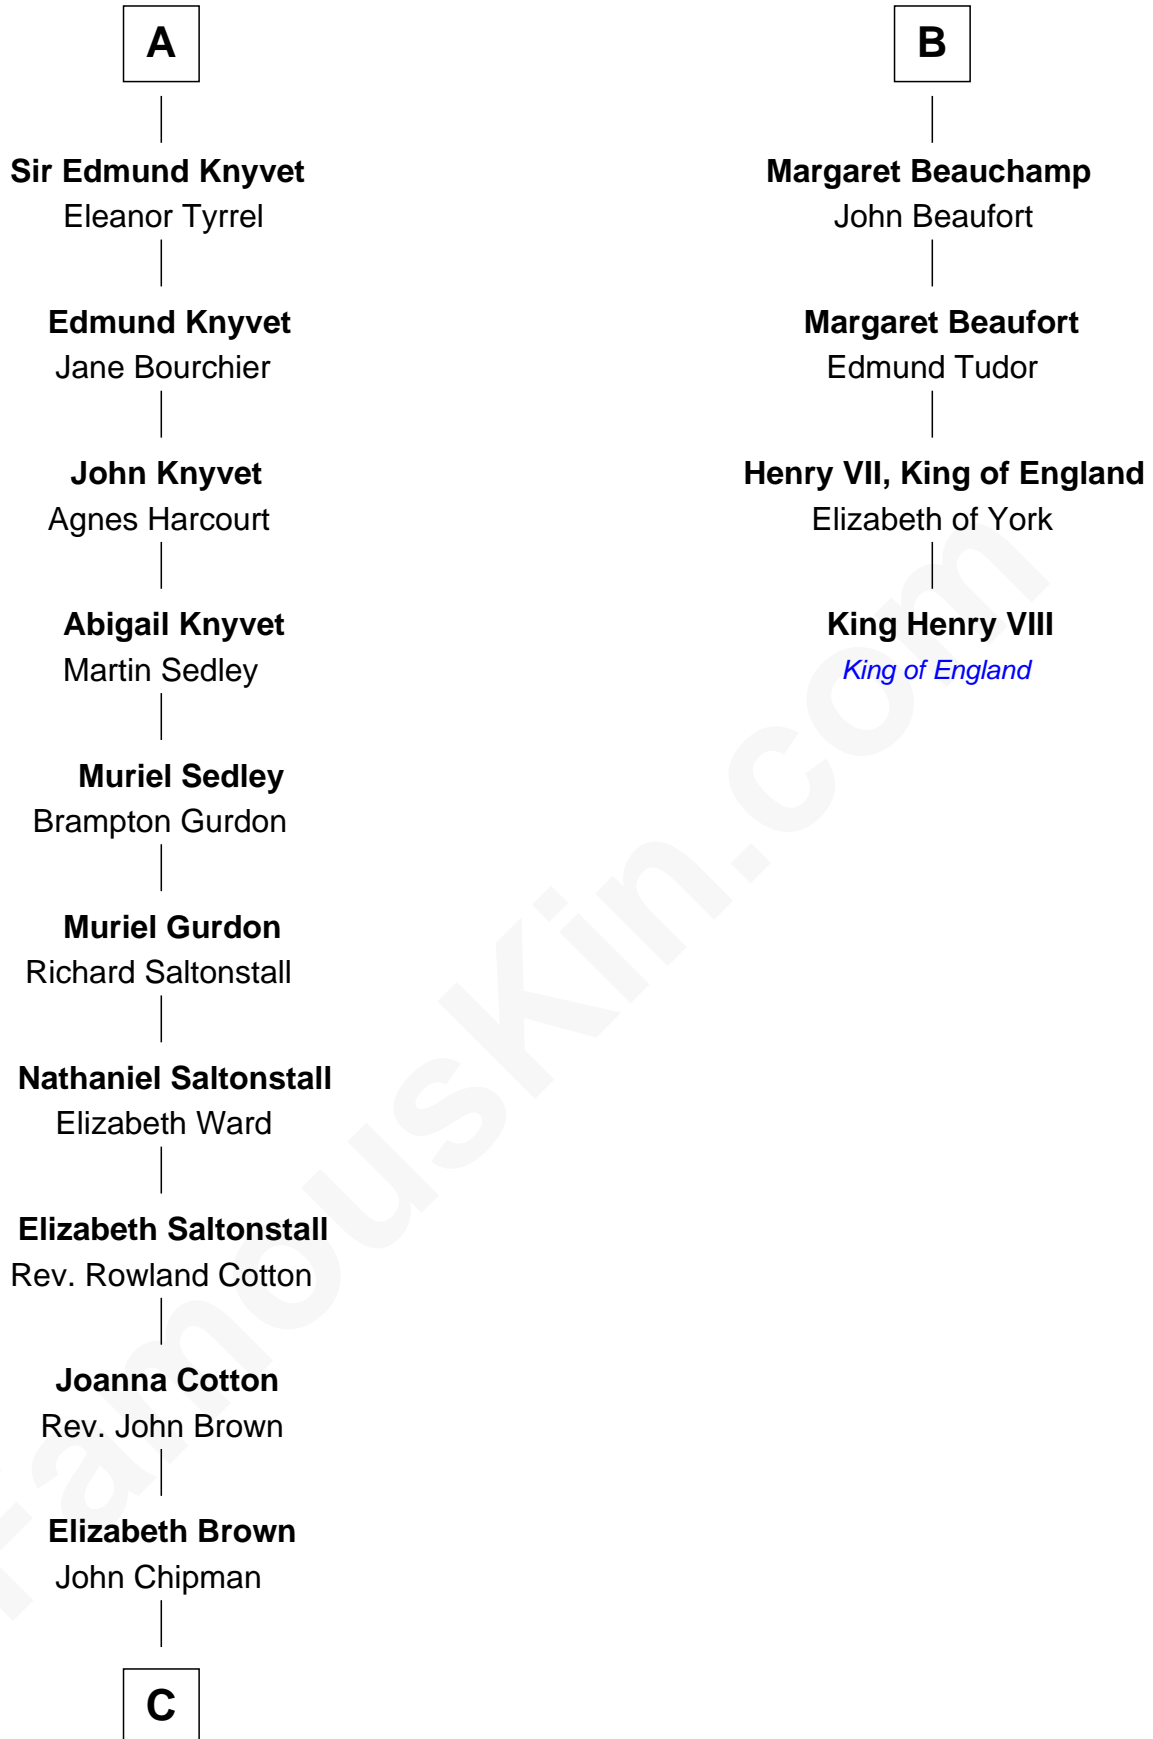 A
Sir Edmund Knyvet
Eleanor Tyrrel
Edmund Knyvet
Jane Bourchier
John Knyvet
Agnes Harcourt
Abigail Knyvet
Martin Sedley
Muriel Sedley
Brampton Gurdon
Muriel Gurdon
Richard Saltonstall
Nathaniel Saltonstall
Elizabeth Ward
Elizabeth Saltonstall
Rev. Rowland Cotton
Joanna Cotton
Rev. John Brown
Elizabeth Brown
John Chipman
C
B
Margaret Beauchamp
John Beaufort
Margaret Beaufort
Edmund Tudor
Henry VII, King of England
Elizabeth of York
King Henry VIII
King of England
FamousKin.com